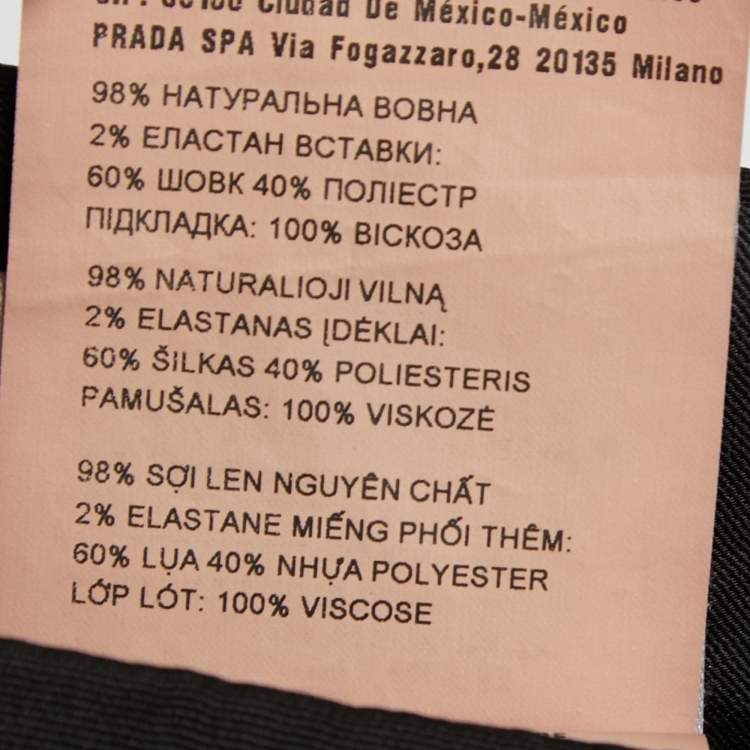 Ciudad De México-México
PRADA SPA Via Fogazzaro,28 20135 Milano
98% НАТУРАЛЬНА ВОВНА
2% ЕЛАСТАН ВСТАВКИ:
60% ШОВК 40% ПОЛІЕСТР
ПІДКЛАДКА: 100% ВІСКОЗА
98% NATURALIOJI VILNĄ
2% ELASTANAS ĮDĖKLAI:
60% ŠILKAS 40% POLIESTERIS
PAMUŠALAS: 100% VISKOZĖ
98% SỢI LEN NGUYÊN CHẤT
2% ELASTANE MIẾNG PHỐI THÊM:
60% LỤA 40% NHỰA POLYESTER
LỚP LÓT: 100% VISCOSE